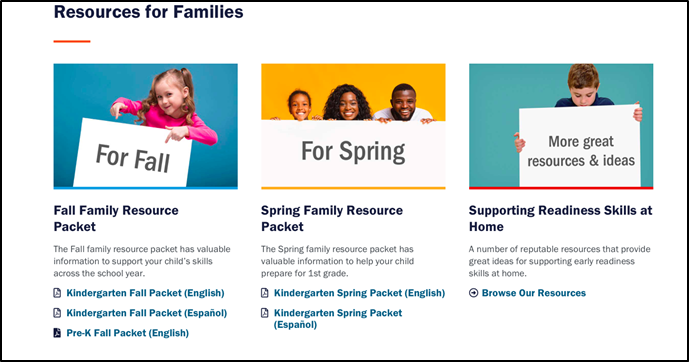 Resources for Families
For Fall
For Spring
More great
resources & ideas
Fall Family Resource
Packet
The Fall family resource packet has valuable
information to support your child's skills
across the school year.
Kindergarten Fall Packet (English)
Kindergarten Fall Packet (Español)
Pre-K Fall Packet (English)
Spring Family Resource
Packet
The Spring family resource packet has
valuable information to help your child
prepare for 1st grade.
Kindergarten Spring Packet (English)
Kindergarten Spring Packet
(Español)
Supporting Readiness Skills at
Home
A number of reputable resources that provide
great ideas for supporting early readiness
skills at home.
Browse Our Resources